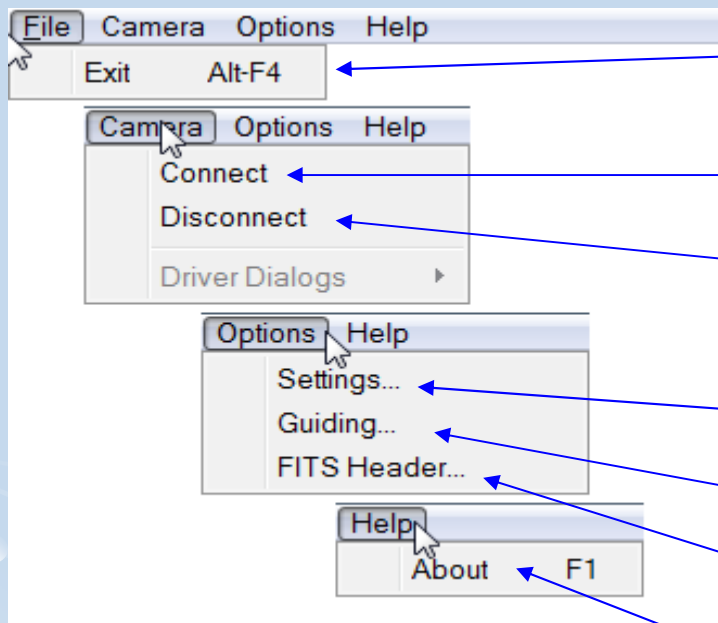 File Camera Options Help
Exit Alt-F4
Camera Options Help
Connect
Disconnect
Driver Dialogs
Options Help
Settings...
Guiding...
FITS Header...
Help
About F1